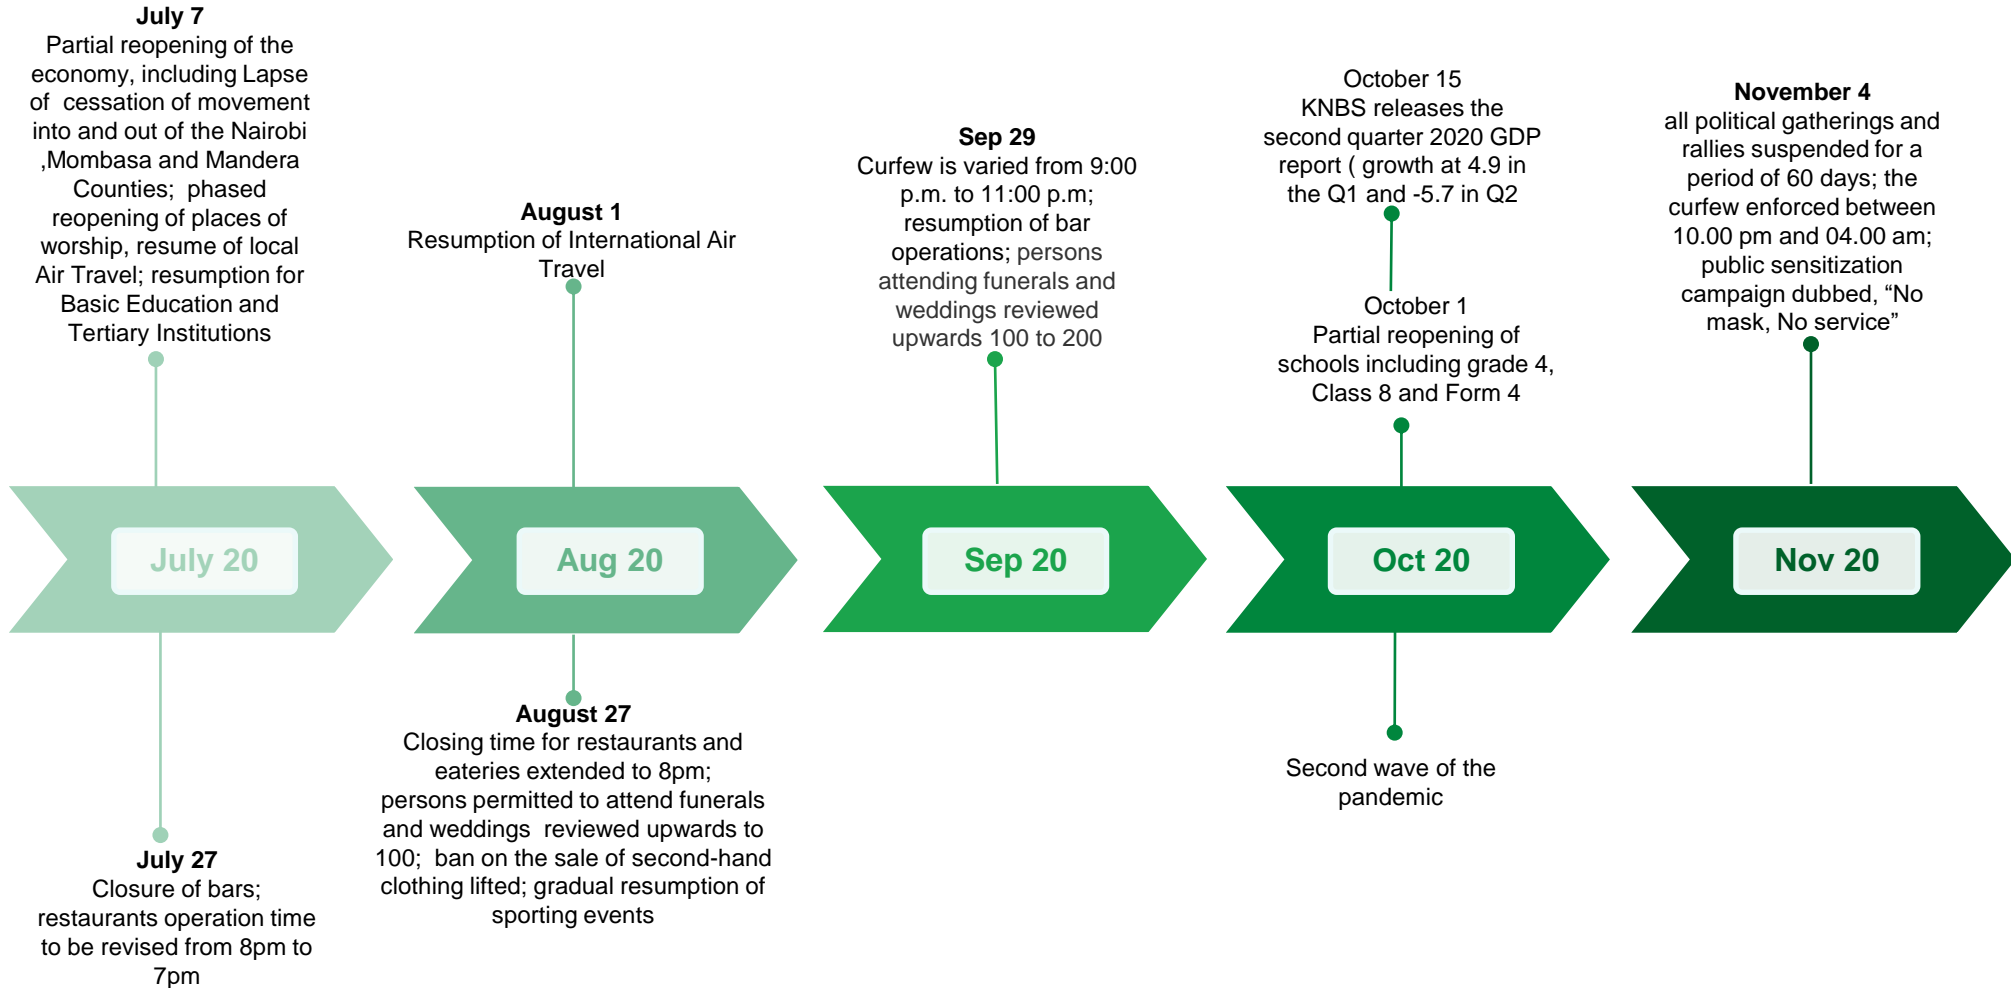 July 7
Partial reopening of the
economy, including Lapse
of cessation of movement
into and out of the Nairobi
,Mombasa and Mandera
Counties; phased
reopening of places of
worship, resume of local
Air Travel; resumption for
Basic Education and
Tertiary Institutions
August 1
Resumption of International Air
Travel
Sep 29
Curfew is varied from 9:00
p.m. to 11:00 p.m;
resumption of bar
operations; persons
attending funerals and
weddings reviewed
upwards 100 to 200
October 15
KNBS releases the
second quarter 2020 GDP
report ( growth at 4.9 in
the Q1 and -5.7 in Q2
October 1
Partial reopening of
schools including grade 4,
Class 8 and Form 4
November 4
all political gatherings and
rallies suspended for a
period of 60 days; the
curfew enforced between
10.00 pm and 04.00 am;
public sensitization
campaign dubbed, “No
mask, No service”
July 20
Aug 20
Sep 20
Oct 20
Nov 20
July 27
Closure of bars;
restaurants operation time
to be revised from 8pm to
7pm
August 27
Closing time for restaurants and
eateries extended to 8pm;
persons permitted to attend funerals
and weddings reviewed upwards to
100; ban on the sale of second-hand
clothing lifted; gradual resumption of
sporting events
Second wave of the
pandemic